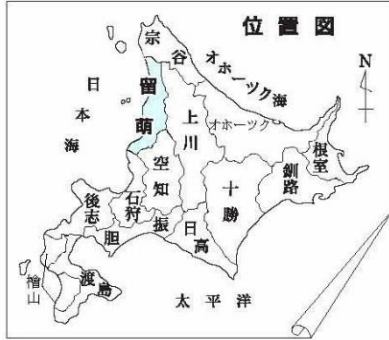 位置図
宗谷
オホーツク海
N
日本海
留萌
上川
オホーツク
空知
石狩
後志
胆振
日高
十勝
釧路
根室
檜山
渡島
太平洋